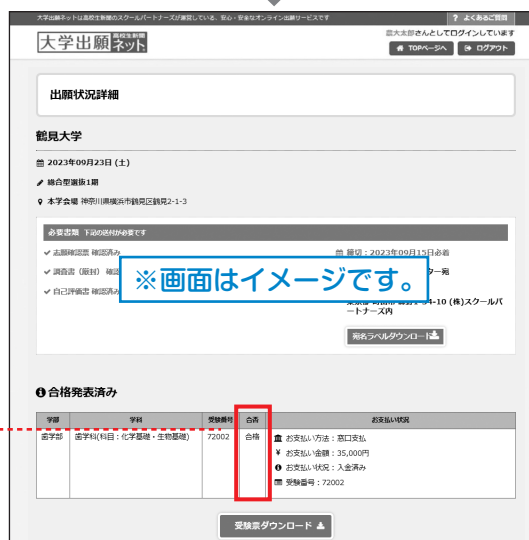 大学出願ネットは高校生新聞のスクールパートナーズが運営している、安心・安全なオンライン出願サービスです
? よくあるご質問
大学出願ネット 高校生新聞
さんとしてログインしています
TOPページへ
ログアウト
出願状況詳細
鶴見大学
2023年09月23日 (土)
総合型選抜1期
本学会場 神奈川県横浜市鶴見区鶴見2-1-3
必要書類 下記の送付が必要です
志願確認票 確認済み
締切:2023年09月15日必着
調査書(厳封)
ター宛
自己評価書 確認済み
※画面はイメージです。
-10 (株)スクールパ
ートナーズ内
宛名ラベルダウンロード
合格発表済み
学部 学科 受験番号 合否 お支払い状況
歯学部 歯学科(科目:化学基礎・生物基礎) 72002 合格 お支払い方法:窓口支払
¥ お支払い金額:35,000円
お支払い状況:入金済み
受験番号:72002
受験票ダウンロード